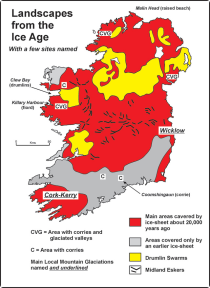 Landscapes
from the
Ice Age
With a few sites named
Malin Head (raised beach)
CVG
CVG
Clew Bay
(drumlins)
C
Killary Harbour
(fiord)
CVG
Wicklow
C
C
Coomshingaun (corrie)
Cork-Kerry
CVG = Area with corries and
glaciated valleys
C = Area with corries
Main Local Mountain Glaciations
named and underlined
Main areas covered by
ice-sheet about 20,000
years ago
Areas covered only by
an earlier ice-sheet
Drumlin Swarms
Midland Eskers